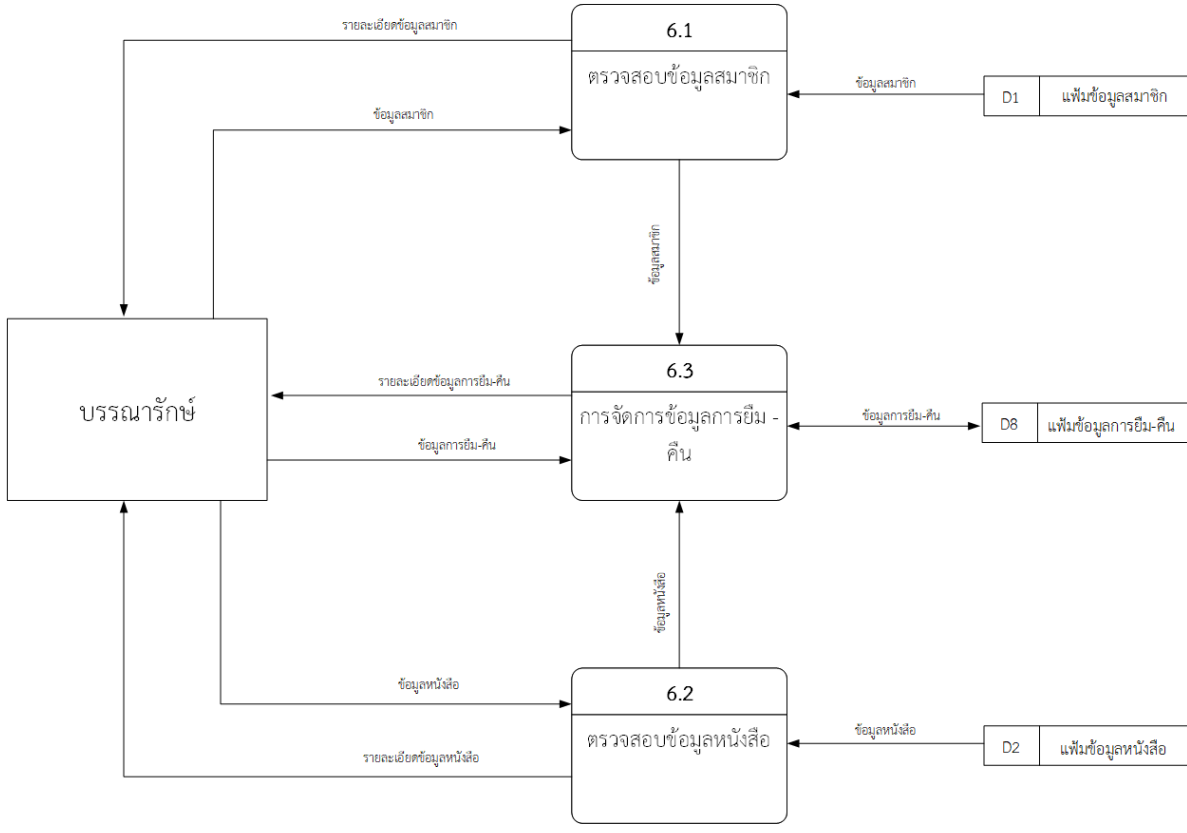 รายละเอียดข้อมูลสมาชิก
6.1
ตรวจสอบข้อมูลสมาชิก
ข้อมูลสมาชิก
D1 แฟ้มข้อมูลสมาชิก
ข้อมูลสมาชิก
ข้อมูลสมาชิก
บรรณารักษ์
รายละเอียดข้อมูลการยืม-คืน
6.3
การจัดการข้อมูลการยืม -
คืน
ข้อมูลการยืม-คืน
D8 แฟ้มข้อมูลการยืม-คืน
ข้อมูลการยืม-คืน
ข้อมูลหนังสือ
ข้อมูลหนังสือ
6.2
ตรวจสอบข้อมูลหนังสือ
ข้อมูลหนังสือ
D2 แฟ้มข้อมูลหนังสือ
รายละเอียดข้อมูลหนังสือ